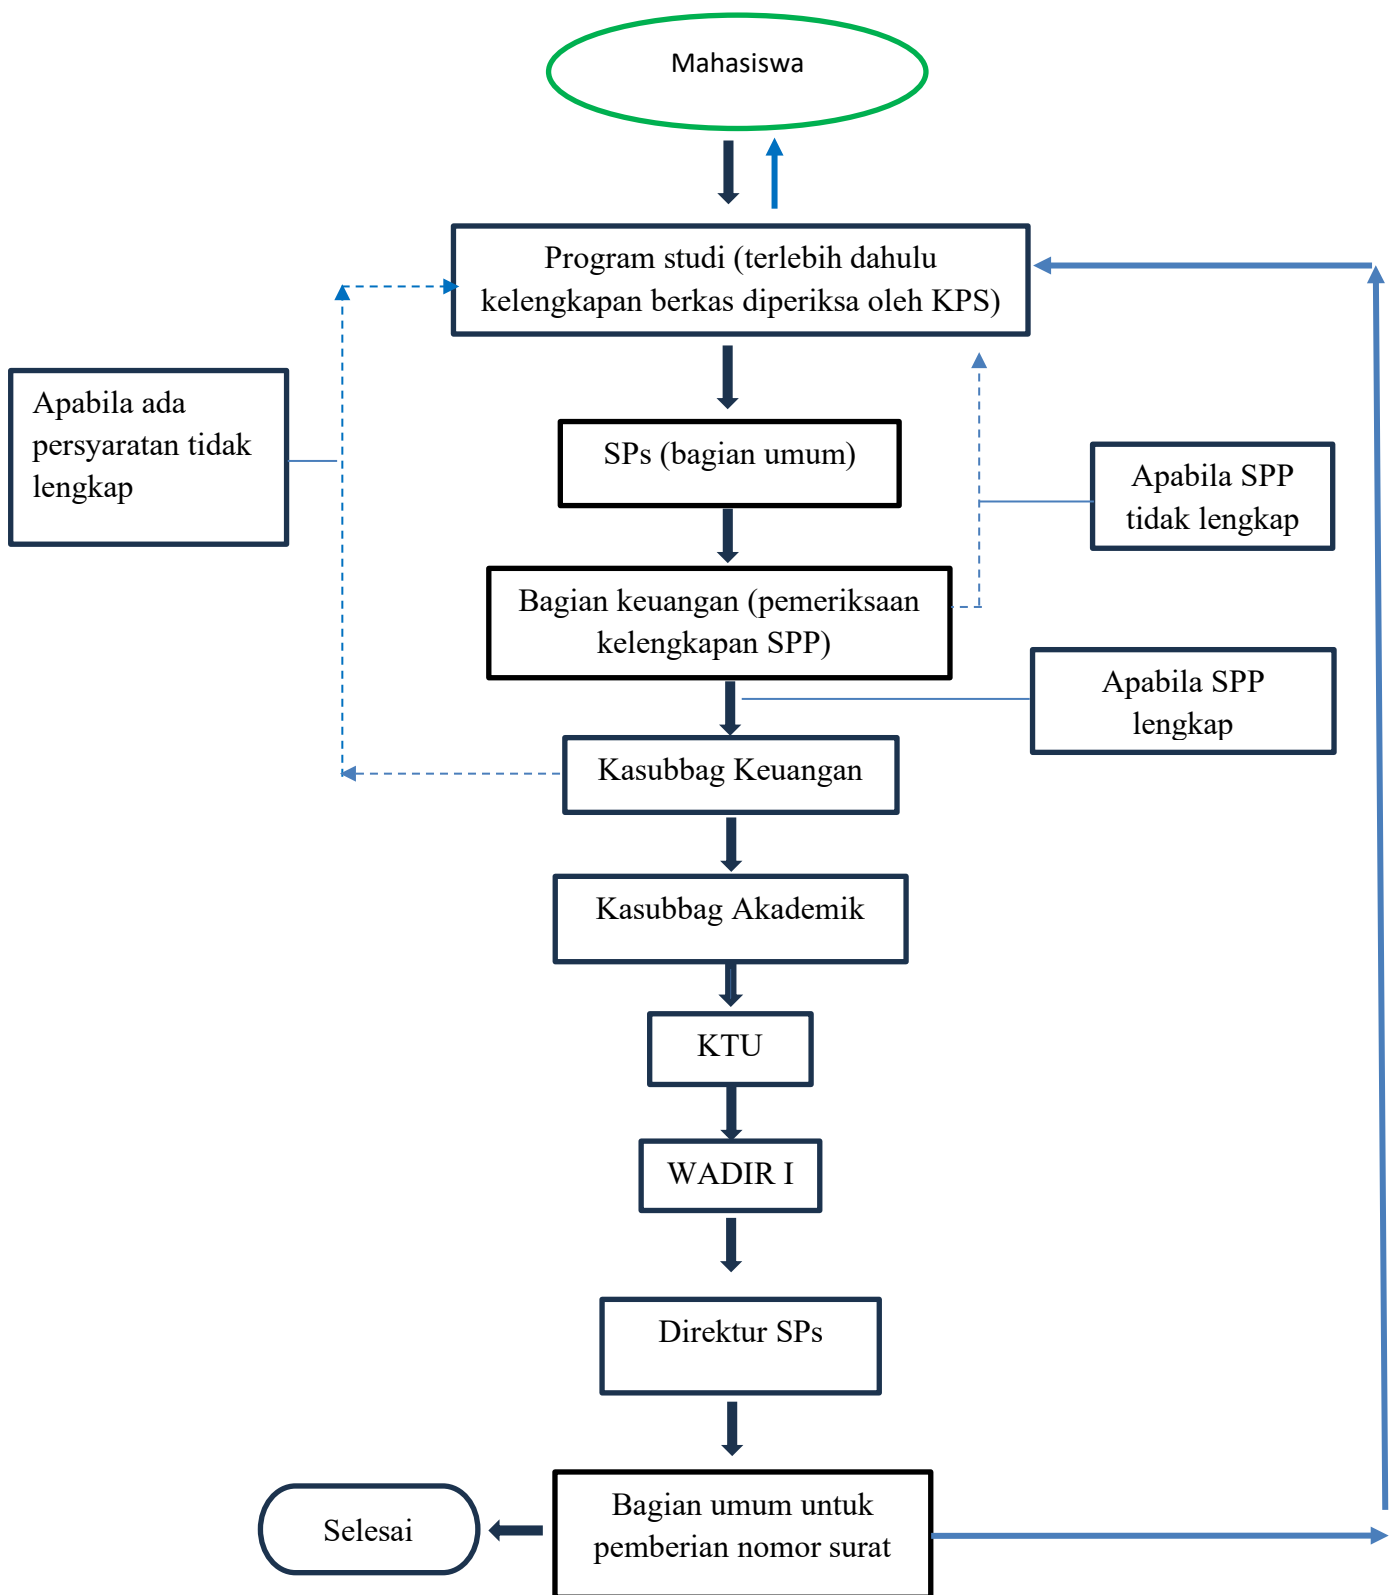 Mahasiswa
Program studi (terlebih dahulu
kelengkapan berkas diperiksa oleh KPS)
Apabila ada
persyaratan tidak
lengkap
SPs (bagian umum)
Apabila SPP
tidak lengkap
Bagian keuangan (pemeriksaan
kelengkapan SPP)
Apabila SPP
lengkap
Kasubbag Keuangan
Kasubbag Akademik
KTU
WADIR I
Direktur SPs
Bagian umum untuk
pemberian nomor surat
Selesai